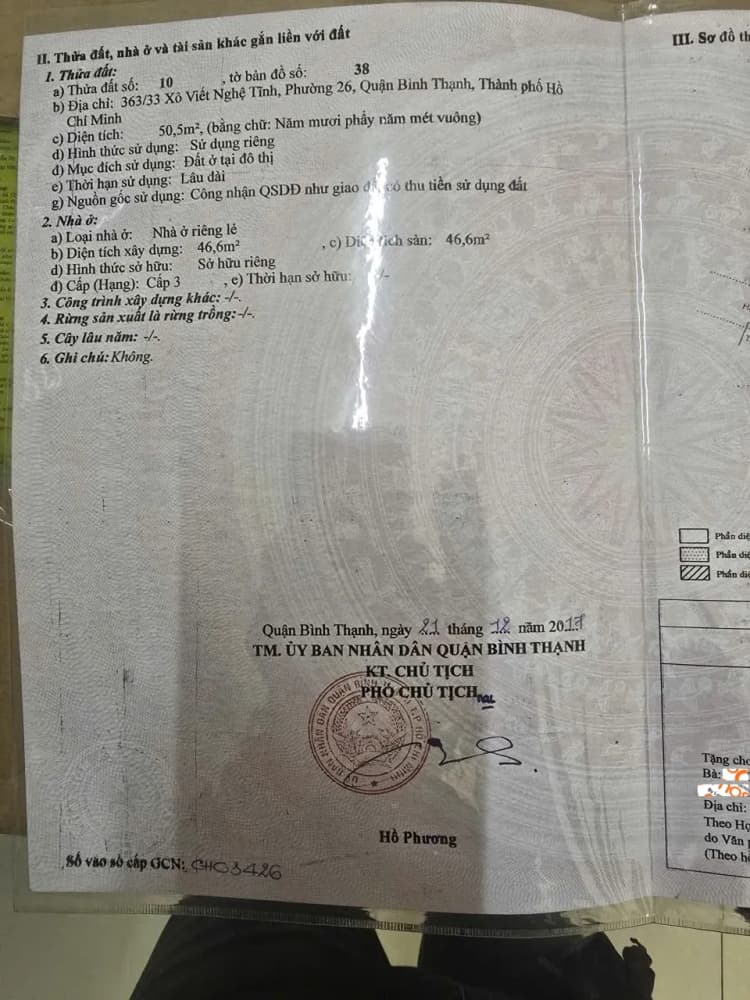 II. Thửa đất, nhà ở và tài sản khác gắn liền với đất
1. Thửa đất:
a) Thửa đất số: 10 , tờ bản đồ số: 38
b) Địa chỉ: 363/33 Xô Viết Nghệ Tĩnh, Phường 26, Quận Bình Thạnh, Thành phố Hồ
Chí Minh
c) Diện tích: 50,5m², (bằng chữ: Năm mươi phẩy năm mét vuông)
d) Hình thức sử dụng: Sử dụng riêng
đ) Mục đích sử dụng: Đất ở tại đô thị
e) Thời hạn sử dụng: Lâu dài
g) Nguồn gốc sử dụng: Công nhận QSDĐ như giao đất có thu tiền sử dụng đất
2. Nhà ở:
a) Loại nhà ở: Nhà ở riêng lẻ
b) Diện tích xây dựng: 46,6m² , c) Diện tích sàn: 46,6m²
d) Hình thức sở hữu: Sở hữu riêng
đ) Cấp (Hạng): Cấp 3 , e) Thời hạn sở hữu: -/-
3. Công trình xây dựng khác: -/-.
4. Rừng sản xuất là rừng trồng: -/-.
5. Cây lâu năm: -/-.
6. Ghi chú: Không.
Quận Bình Thạnh, ngày 21 tháng 12 năm 2017
TM. ỦY BAN NHÂN DÂN QUẬN BÌNH THẠNH
KT. CHỦ TỊCH
PHÓ CHỦ TỊCH
Hồ Phương
Số vào sổ cấp GCN: CH03426
III. Sơ đồ th
Phần diệ
Phần diệ
Phần diệ
Tặng cho
Bà:
Địa chỉ:
Theo Hợ
do Văn p
(Theo hồ